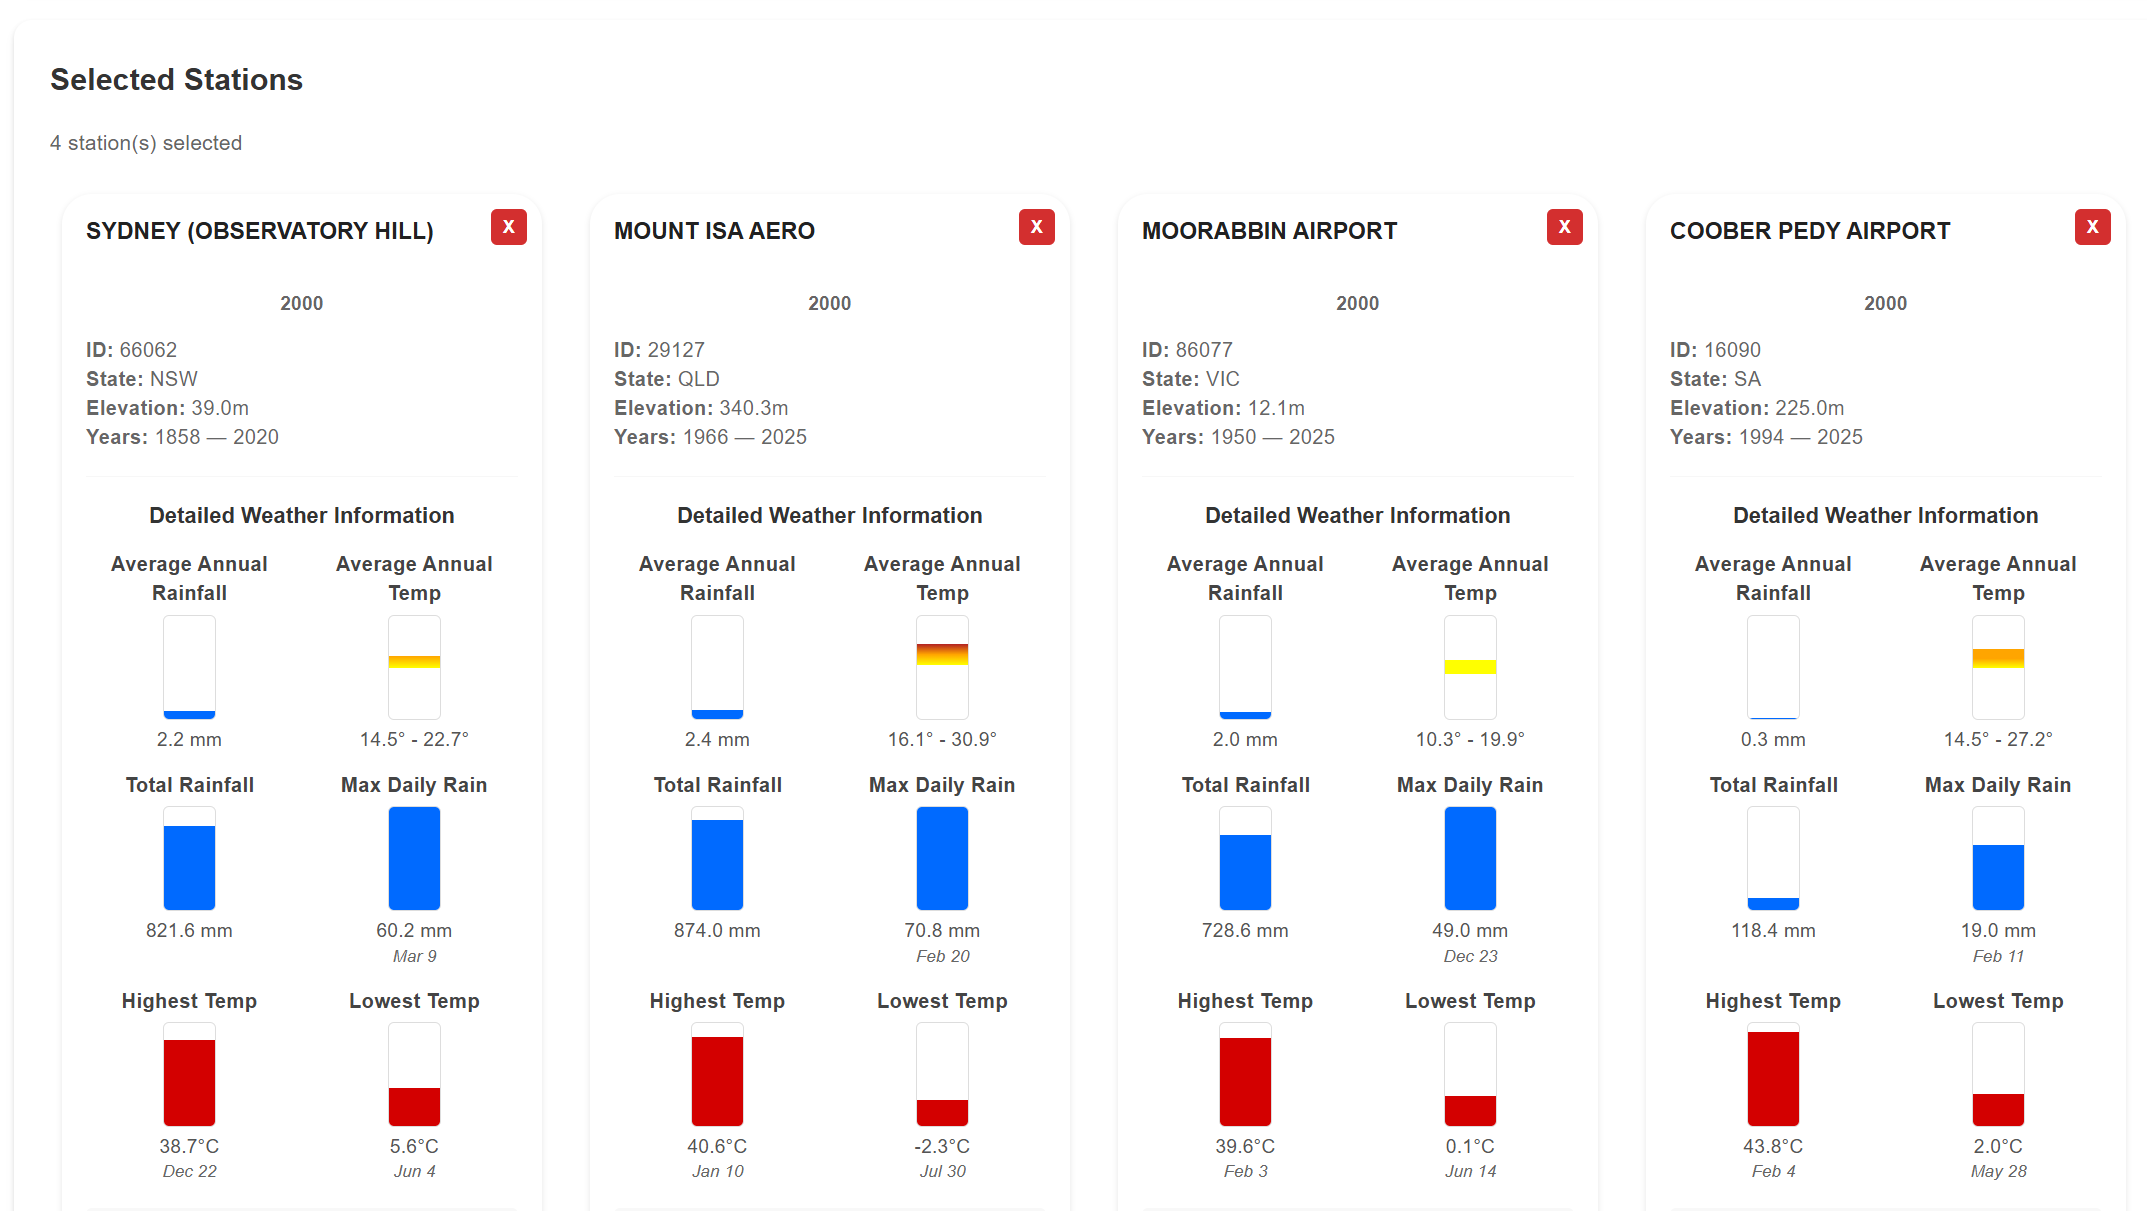 Selected Stations
4 station(s) selected
SYDNEY (OBSERVATORY HILL)
X
2000
ID: 66062
State: NSW
Elevation: 39.0m
Years: 1858 — 2020
Detailed Weather Information
Average Annual
Rainfall
2.2 mm
Average Annual
Temp
14.5° - 22.7°
Total Rainfall
821.6 mm
Max Daily Rain
60.2 mm
Mar 9
Highest Temp
38.7°C
Dec 22
Lowest Temp
5.6°C
Jun 4
MOUNT ISA AERO
X
2000
ID: 29127
State: QLD
Elevation: 340.3m
Years: 1966 — 2025
Detailed Weather Information
Average Annual
Rainfall
2.4 mm
Average Annual
Temp
16.1° - 30.9°
Total Rainfall
874.0 mm
Max Daily Rain
70.8 mm
Feb 20
Highest Temp
40.6°C
Jan 10
Lowest Temp
-2.3°C
Jul 30
MOORABBIN AIRPORT
X
2000
ID: 86077
State: VIC
Elevation: 12.1m
Years: 1950 — 2025
Detailed Weather Information
Average Annual
Rainfall
2.0 mm
Average Annual
Temp
10.3° - 19.9°
Total Rainfall
728.6 mm
Max Daily Rain
49.0 mm
Dec 23
Highest Temp
39.6°C
Feb 3
Lowest Temp
0.1°C
Jun 14
COOBER PEDY AIRPORT
X
2000
ID: 16090
State: SA
Elevation: 225.0m
Years: 1994 — 2025
Detailed Weather Information
Average Annual
Rainfall
0.3 mm
Average Annual
Temp
14.5° - 27.2°
Total Rainfall
118.4 mm
Max Daily Rain
19.0 mm
Feb 11
Highest Temp
43.8°C
Feb 4
Lowest Temp
2.0°C
May 28